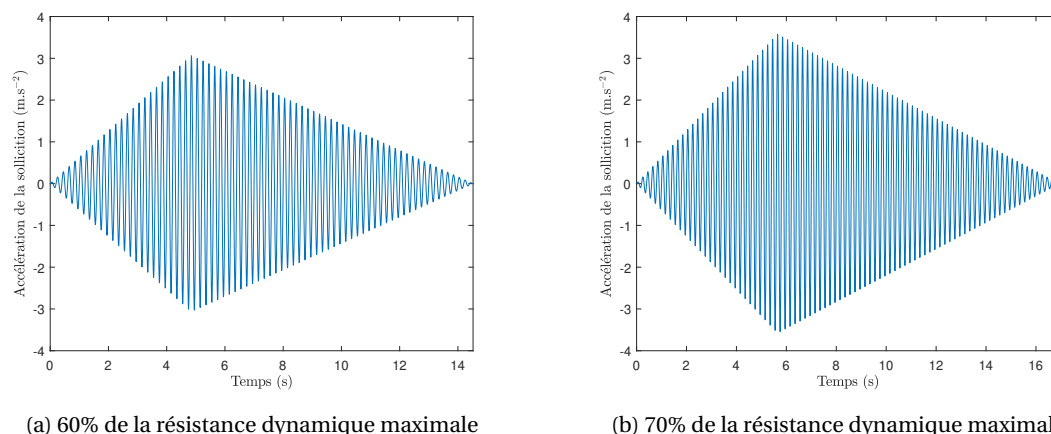 4
3
2
1
0
-1
-2
-3
-4
0 2 4 6 8 10 12 14
Accélération de la sollicition (m.s⁻²)
Temps (s)
(a) 60% de la résistance dynamique maximale
4
3
2
1
0
-1
-2
-3
-4
0 2 4 6 8 10 12 14 16
Accélération de la sollicition (m.s⁻²)
Temps (s)
(b) 70% de la résistance dynamique maximal